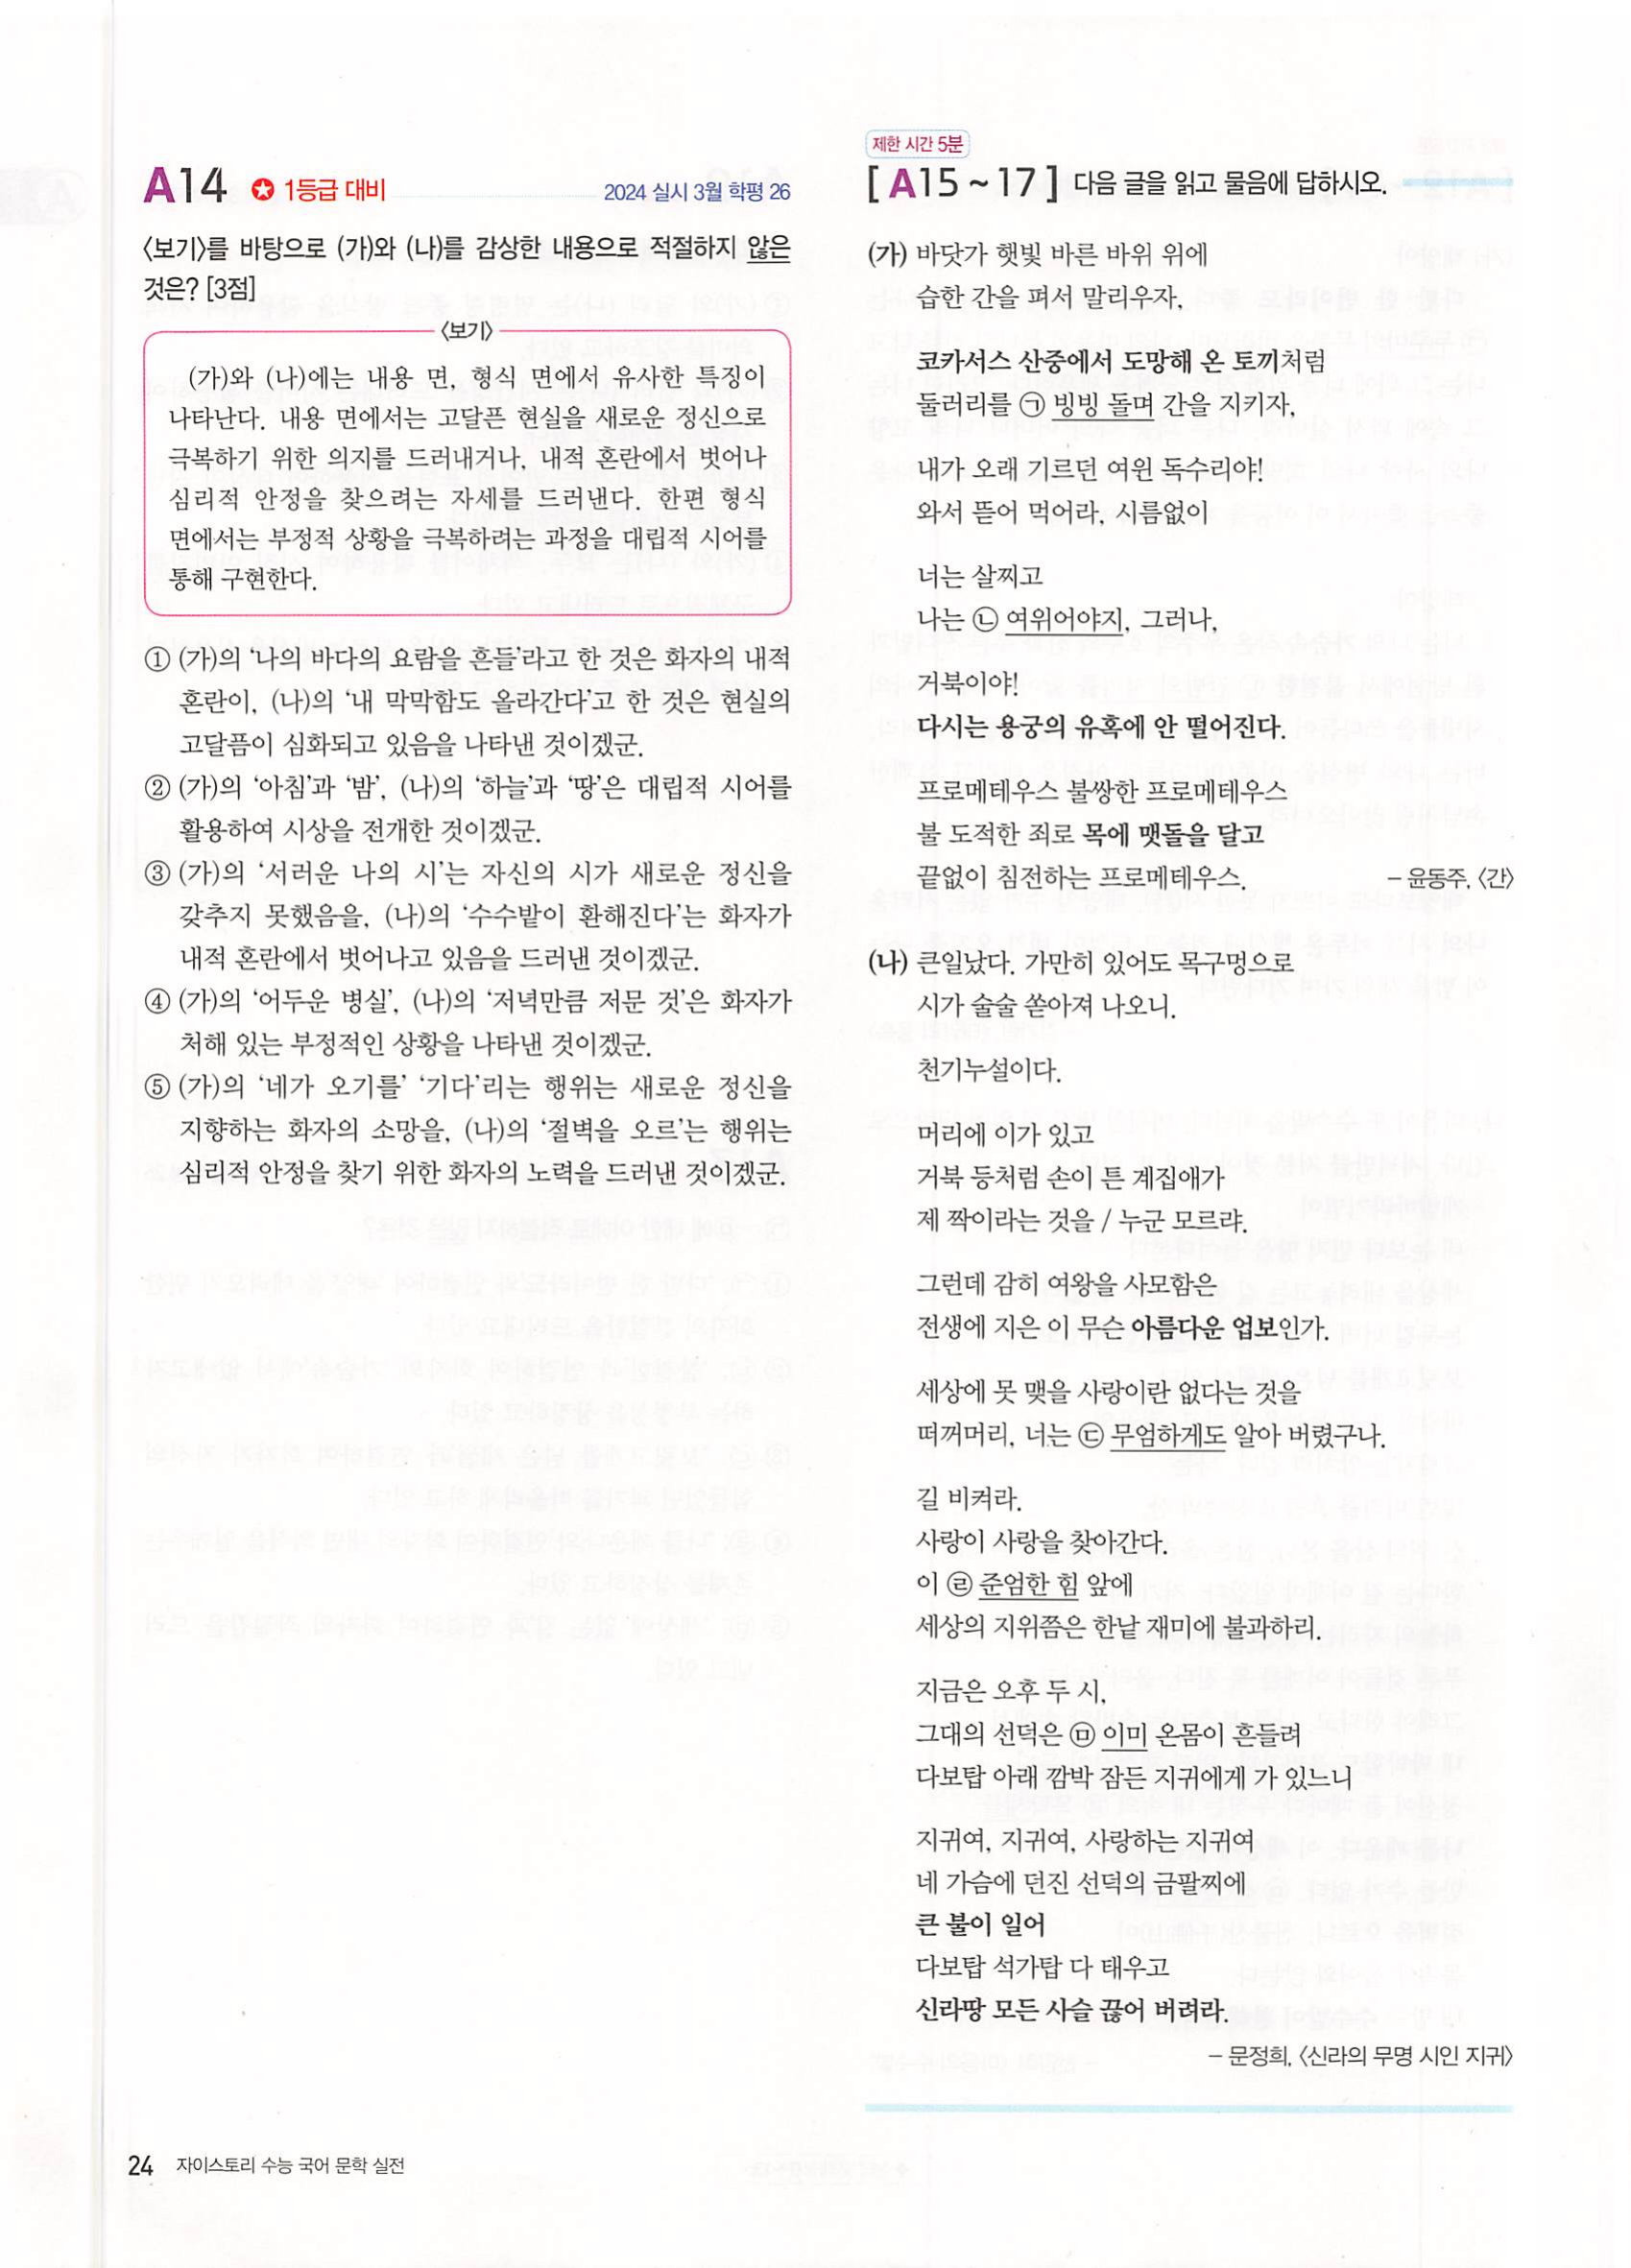 A14 ✪ 1등급 대비 2024 실시 3월 학평 26
〈보기〉를 바탕으로 (가)와 (나)를 감상한 내용으로 적절하지 않은
것은? [3점]
〈보기〉
(가)와 (나)에는 내용 면, 형식 면에서 유사한 특징이
나타난다. 내용 면에서는 고달픈 현실을 새로운 정신으로
극복하기 위한 의지를 드러내거나, 내적 혼란에서 벗어나
심리적 안정을 찾으려는 자세를 드러낸다. 한편 형식
면에서는 부정적 상황을 극복하려는 과정을 대립적 시어를
통해 구현한다.
① (가)의 ‘나의 바다의 요람을 흔들’라고 한 것은 화자의 내적
혼란이, (나)의 ‘내 막막함도 올라간다’고 한 것은 현실의
고달픔이 심화되고 있음을 나타낸 것이겠군.
② (가)의 ‘아침’과 ‘밤’, (나)의 ‘하늘’과 ‘땅’은 대립적 시어를
활용하여 시상을 전개한 것이겠군.
③ (가)의 ‘서러운 나의 시’는 자신의 시가 새로운 정신을
갖추지 못했음을, (나)의 ‘수수밭이 환해진다’는 화자가
내적 혼란에서 벗어나고 있음을 드러낸 것이겠군.
④ (가)의 ‘어두운 병실’, (나)의 ‘저녁만큼 저문 것’은 화자가
처해 있는 부정적인 상황을 나타낸 것이겠군.
⑤ (가)의 ‘네가 오기를’ ‘기다’리는 행위는 새로운 정신을
지향하는 화자의 소망을, (나)의 ‘절벽을 오르’는 행위는
심리적 안정을 찾기 위한 화자의 노력을 드러낸 것이겠군.
제한 시간 5분
[ A15 ~ 17 ] 다음 글을 읽고 물음에 답하시오.
(가) 바닷가 햇빛 바른 바위 위에
습한 간을 펴서 말리우자,
코카서스 산중에서 도망해 온 토끼처럼
둘러리를 ㉠ 빙빙 돌며 간을 지키자,
내가 오래 기르던 여윈 독수리야!
와서 뜯어 먹어라, 시름없이
너는 살찌고
나는 ㉡ 여위어야지, 그러나,
거북이야!
다시는 용궁의 유혹에 안 떨어진다.
프로메테우스 불쌍한 프로메테우스
불 도적한 죄로 목에 맷돌을 달고
끝없이 침전하는 프로메테우스.
– 윤동주, 〈간〉
(나) 큰일났다. 가만히 있어도 목구멍으로
시가 술술 쏟아져 나오니.
천기누설이다.
머리에 이가 있고
거북 등처럼 손이 튼 계집애가
제 짝이라는 것을 / 누군 모르랴.
그런데 감히 여왕을 사모함은
전생에 지은 이 무슨 아름다운 업보인가.
세상에 못 맺을 사랑이란 없다는 것을
떠꺼머리, 너는 ㉢ 무엄하게도 알아 버렸구나.
길 비켜라.
사랑이 사랑을 찾아간다.
이 ㉣ 준엄한 힘 앞에
세상의 지위쯤은 한낱 재미에 불과하리.
지금은 오후 두 시,
그대의 선덕은 ㉤ 이미 온몸이 흔들려
다보탑 아래 깜박 잠든 지귀에게 가 있느니
지귀여, 지귀여, 사랑하는 지귀여
네 가슴에 던진 선덕의 금팔찌에
큰 불이 일어
다보탑 석가탑 다 태우고
신라땅 모든 사슬 끊어 버려라.
– 문정희, 〈신라의 무명 시인 지귀〉
24 자이스토리 수능 국어 문학 실전